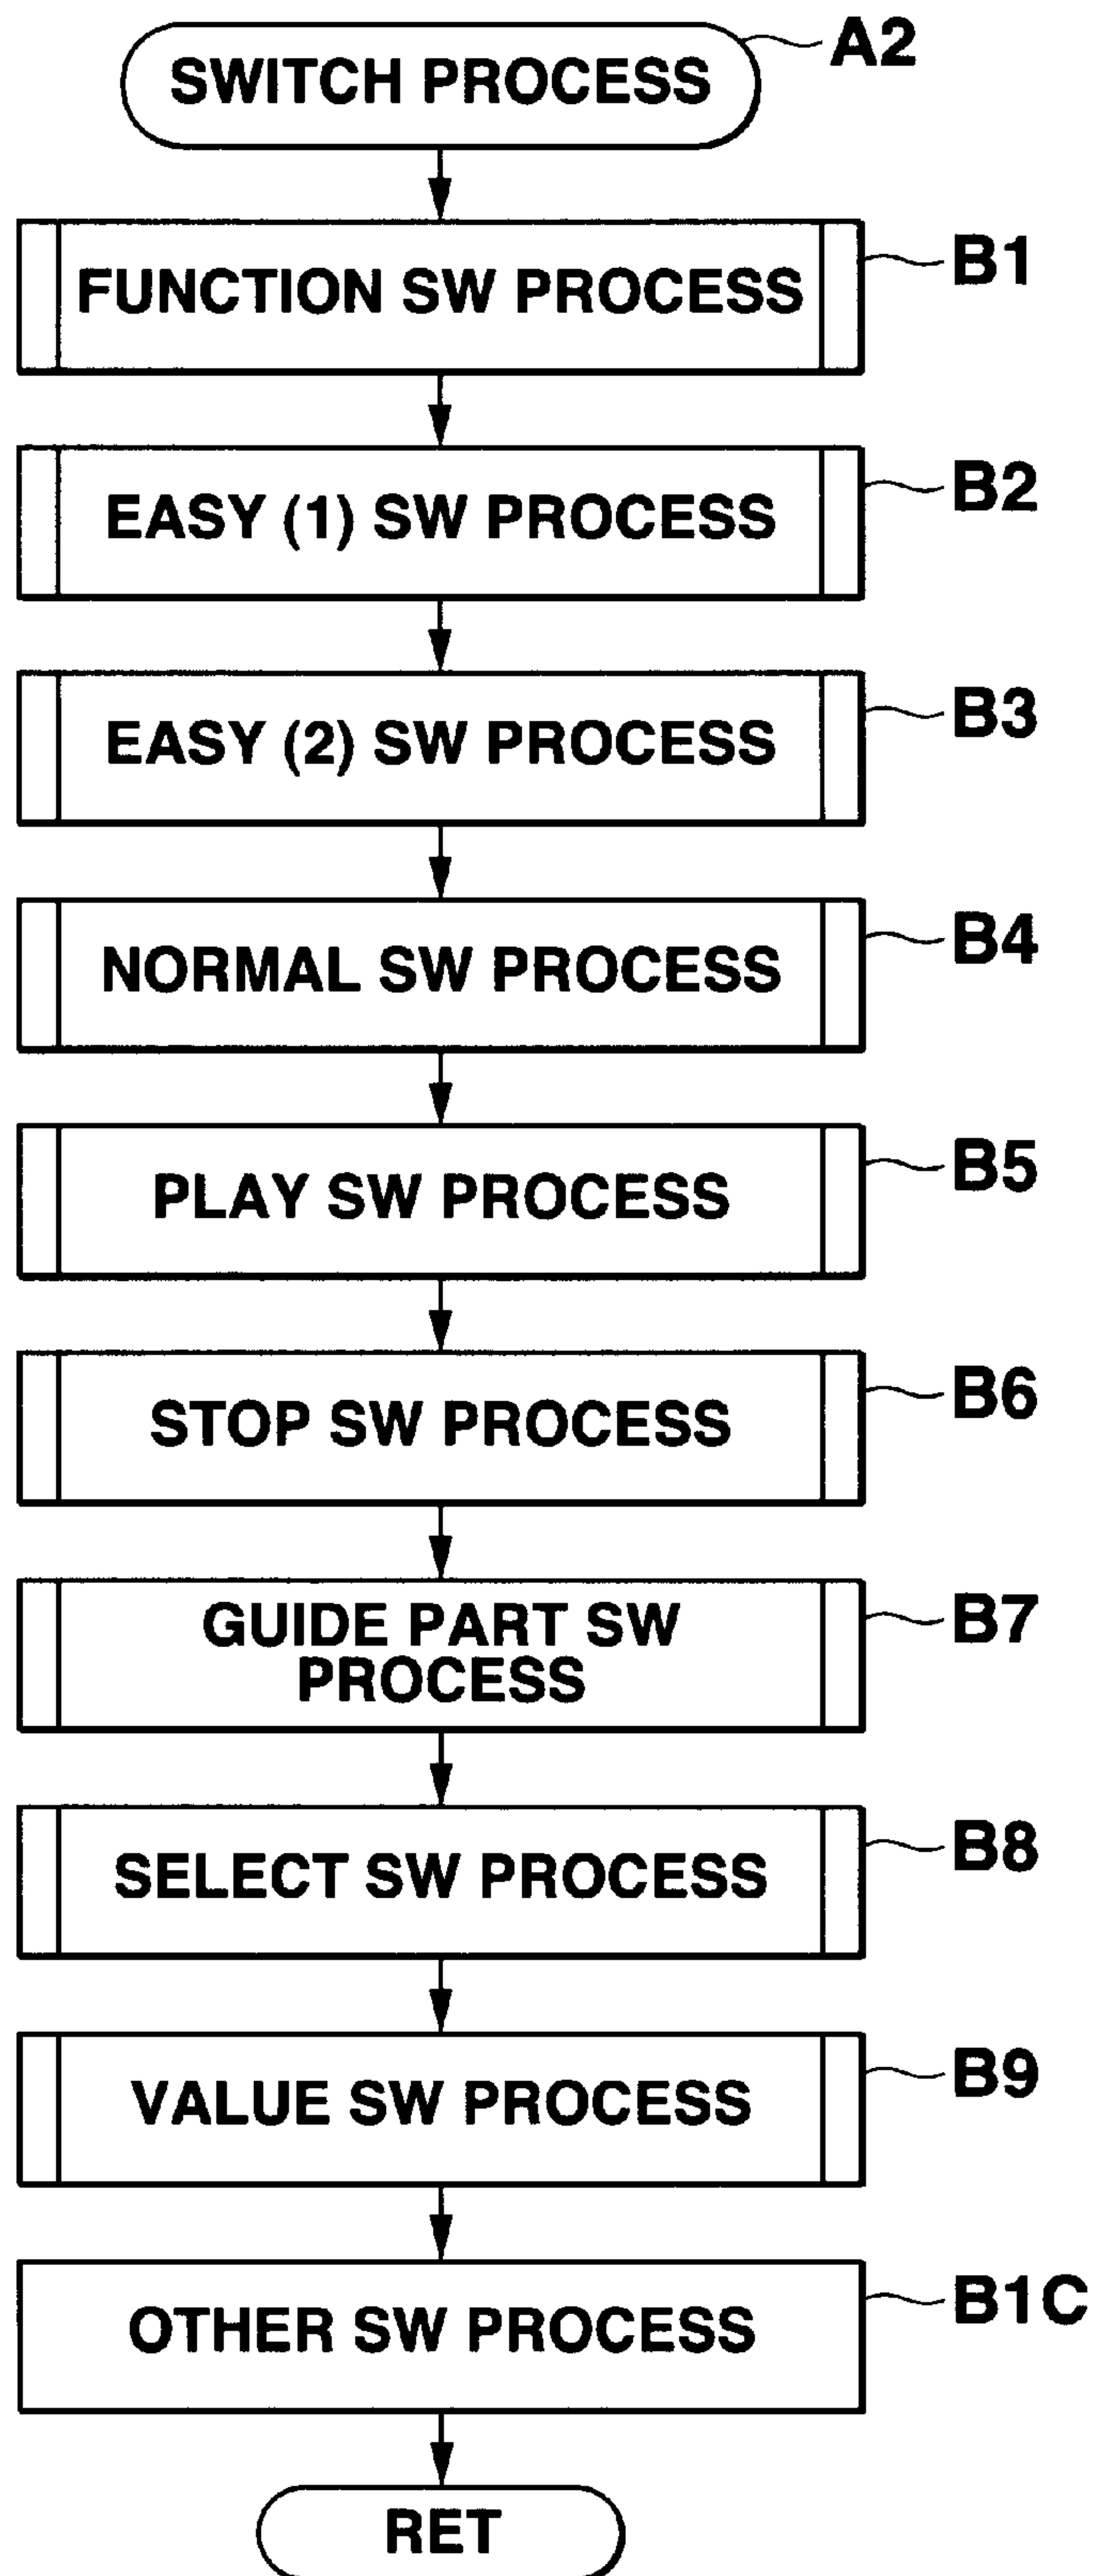 SWITCH PROCESS
A2
FUNCTION SW PROCESS
B1
EASY (1) SW PROCESS
B2
EASY (2) SW PROCESS
B3
NORMAL SW PROCESS
B4
PLAY SW PROCESS
B5
STOP SW PROCESS
B6
GUIDE PART SW
PROCESS
B7
SELECT SW PROCESS
B8
VALUE SW PROCESS
B9
OTHER SW PROCESS
B1C
RET